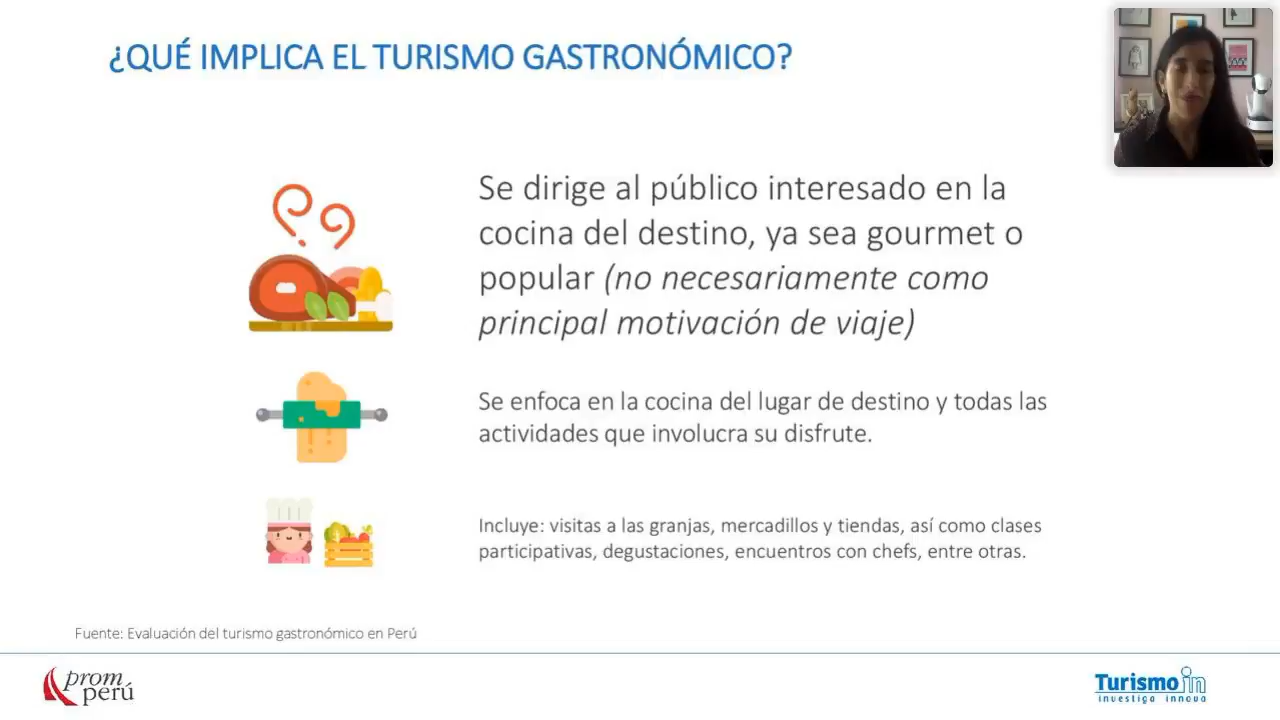 ¿QUÉ IMPLICA EL TURISMO GASTRONÓMICO?
Se dirige al público interesado en la
cocina del destino, ya sea gourmet o
popular (no necesariamente como
principal motivación de viaje)
Se enfoca en la cocina del lugar de destino y todas las
actividades que involucra su disfrute.
Incluye: visitas a las granjas, mercadillos y tiendas, así como clases
participativas, degustaciones, encuentros con chefs, entre otras.
Fuente: Evaluación del turismo gastronómico en Perú
prom
perú
Turismo in
investiga innova